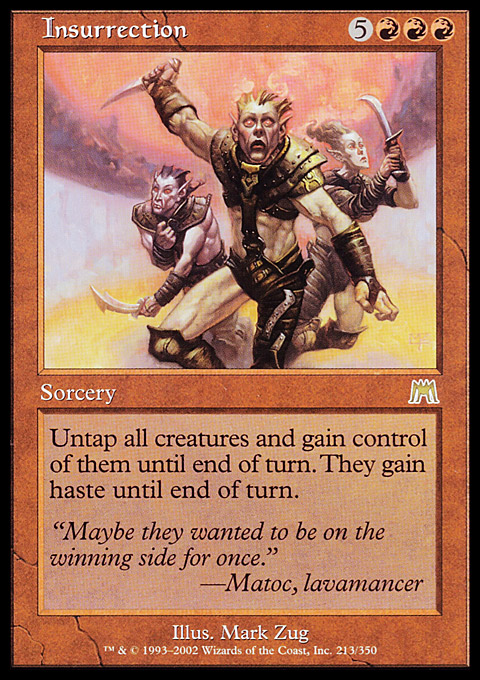 Insurrection 5
Sorcery
Untap all creatures and gain control
of them until end of turn. They gain
haste until end of turn.
“Maybe they wanted to be on the
winning side for once.”
—Matoc, lavamancer
Illus. Mark Zug
™ & © 1993–2002 Wizards of the Coast, Inc. 213/350